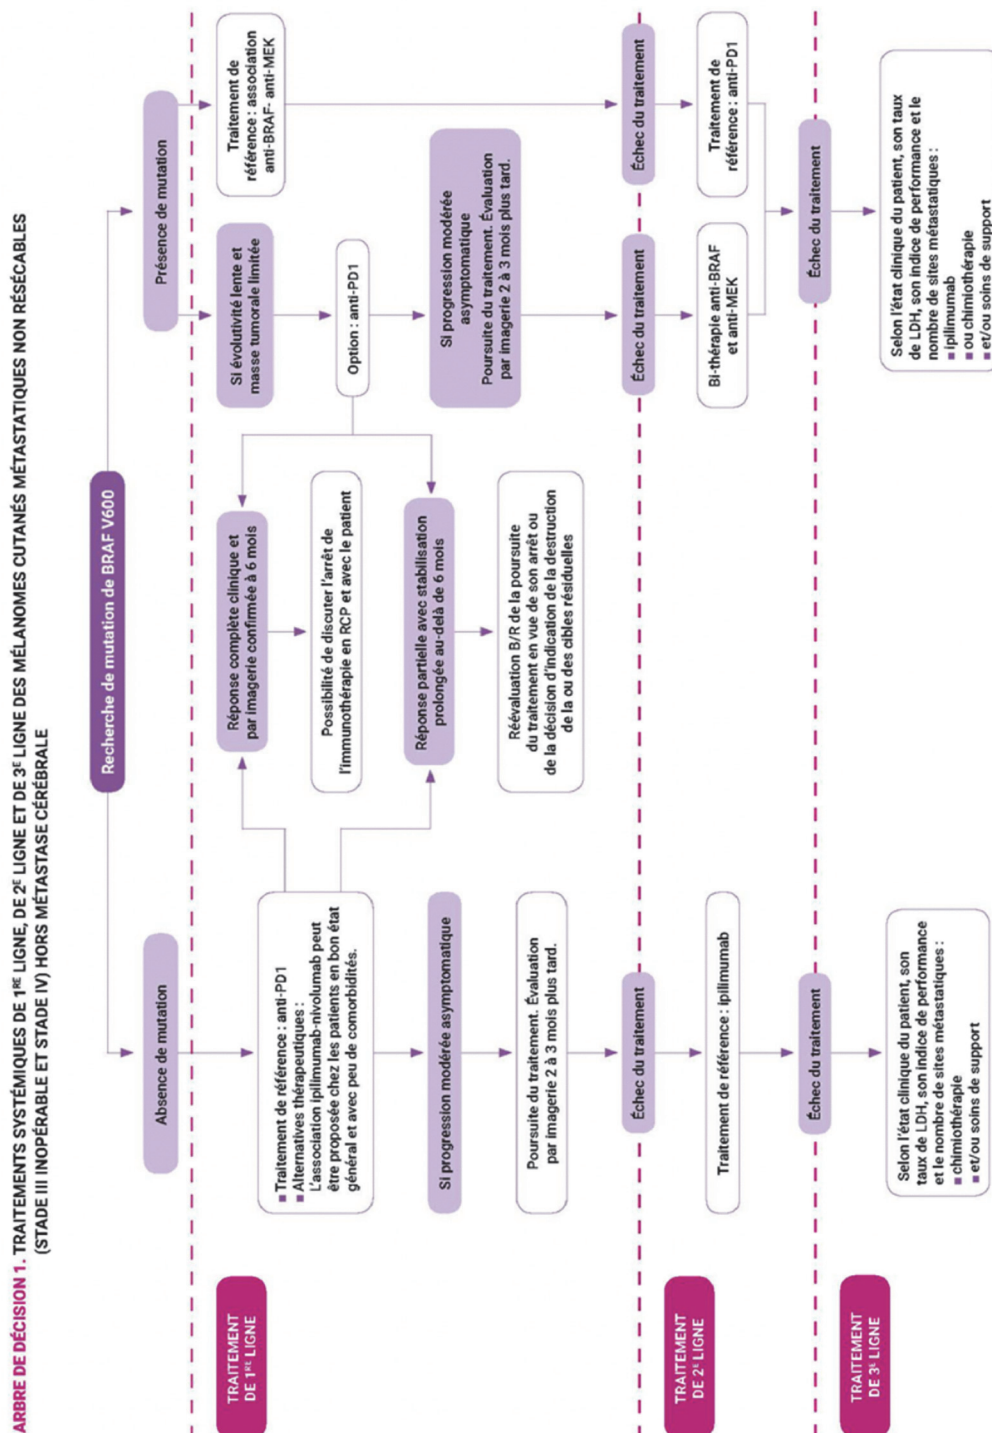 ARBRE DE DÉCISION 1. TRAITEMENTS SYSTÉMIQUES DE 1RE LIGNE, DE 2E LIGNE ET DE 3E LIGNE DES MÉLANOMES CUTANÉS MÉTASTATIQUES NON RÉSÉCABLES
(STADE III INOPÉRABLE ET STADE IV) HORS MÉTASTASE CÉRÉBRALE
Recherche de mutation de BRAF V600
Absence de mutation
Présence de mutation
TRAITEMENT
DE 1RE LIGNE
■ Traitement de référence : anti-PD1
■ Alternatives thérapeutiques :
L'association ipilimumab-nivolumab peut
être proposée chez les patients en bon état
général et avec peu de comorbidités.
Réponse complète clinique et
par imagerie confirmée à 6 mois
Si évolutivité lente et
masse tumorale limitée
Traitement de
référence : association
anti-BRAF- anti-MEK
Possibilité de discuter l'arrêt de
l'immunothérapie en RCP et avec le patient
Option : anti-PD1
Si progression modérée asymptomatique
Réponse partielle avec stabilisation
prolongée au-delà de 6 mois
Si progression modérée
asymptomatique
Poursuite du traitement. Évaluation
par imagerie 2 à 3 mois plus tard.
Poursuite du traitement. Évaluation
par imagerie 2 à 3 mois plus tard.
Réévaluation B/R de la poursuite
du traitement en vue de son arrêt ou
de la décision d'indication de la destruction
de la ou des cibles résiduelles
Échec du traitement
Échec du traitement
Échec du traitement
TRAITEMENT
DE 2E LIGNE
Traitement de référence : ipilimumab
Bi-thérapie anti-BRAF
et anti-MEK
Traitement de
référence : anti-PD1
Échec du traitement
Échec du traitement
TRAITEMENT
DE 3E LIGNE
Selon l'état clinique du patient, son
taux de LDH, son indice de performance
et le nombre de sites métastatiques :
■ chimiothérapie
■ et/ou soins de support
Selon l'état clinique du patient, son taux
de LDH, son indice de performance et le
nombre de sites métastatiques :
■ ipilimumab
■ ou chimiothérapie
■ et/ou soins de support